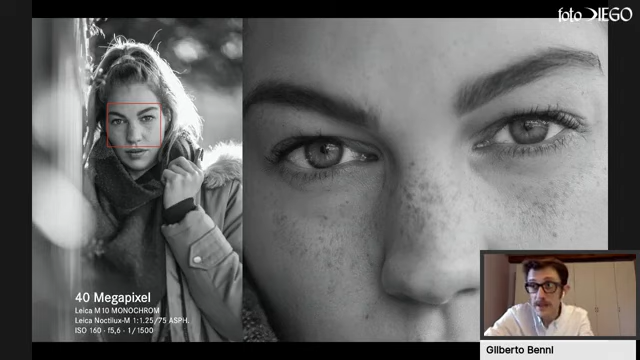 foto DIEGO
40 Megapixel
Leica M10 MONOCHROM
Leica Noctilux-M 1:1.25/75 ASPH.
ISO 160 · f5,6 · 1/1500
Gilberto Benni